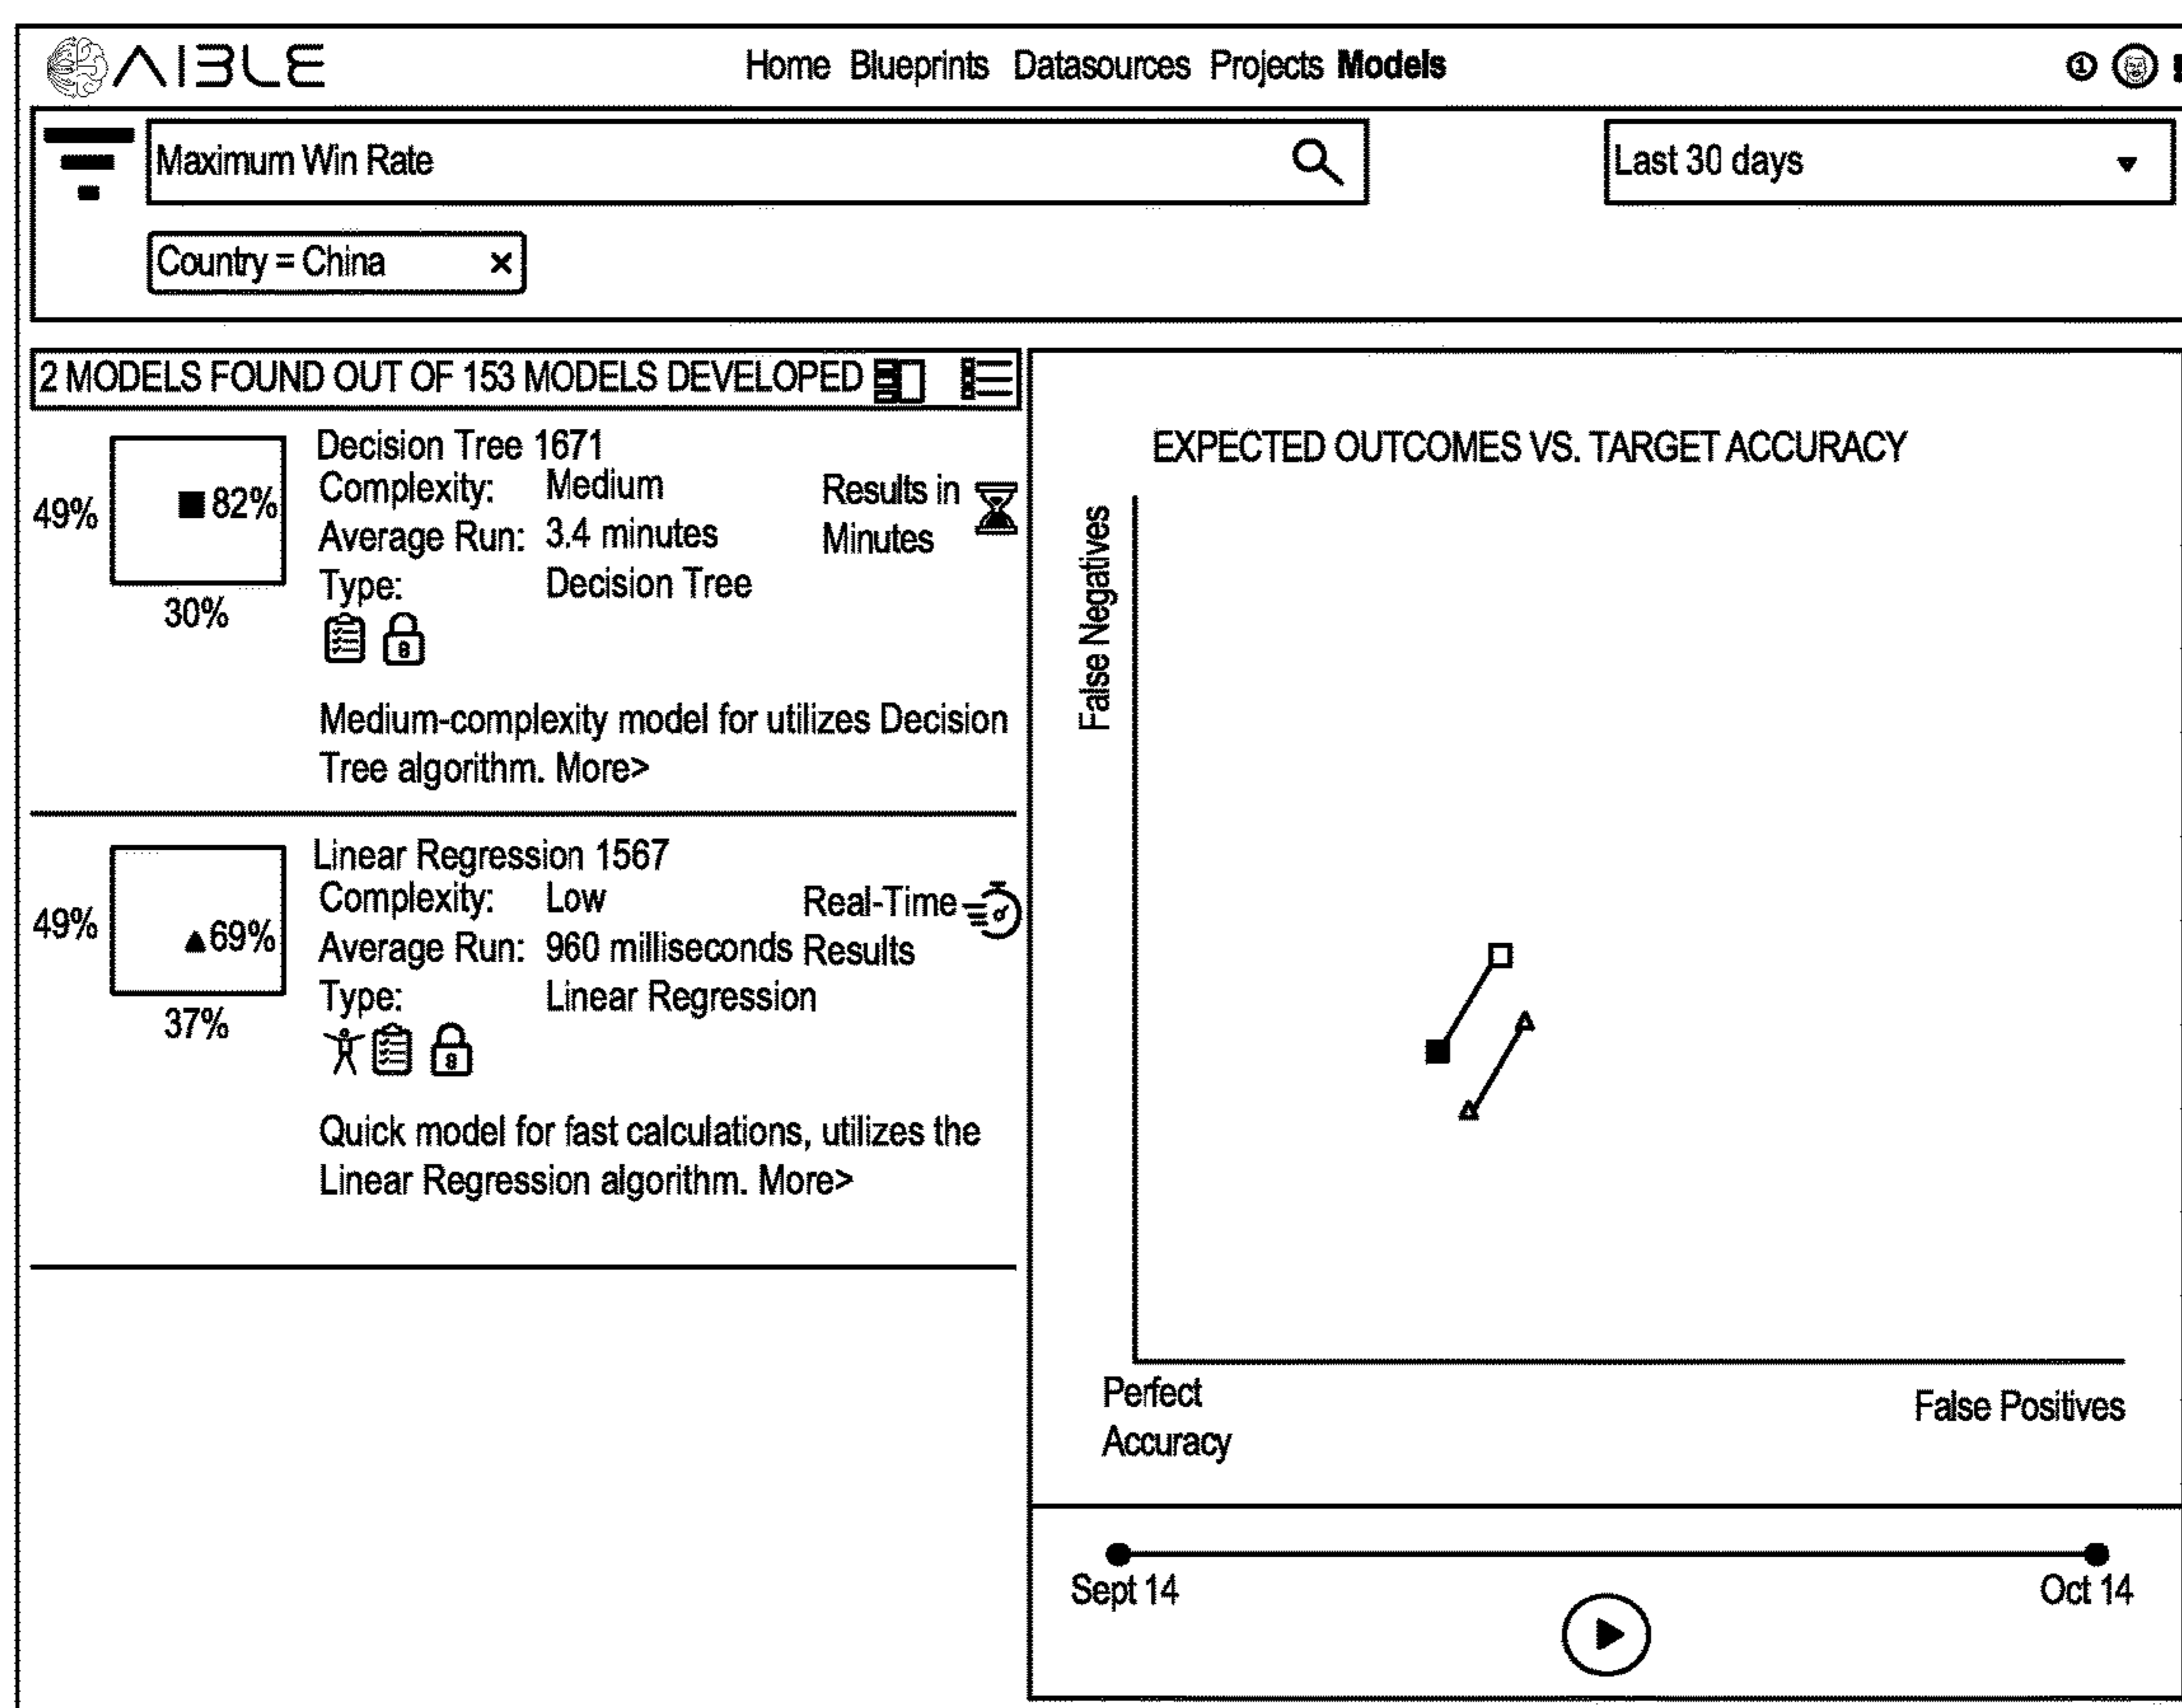 AIBLE
Home Blueprints Datasources Projects Models
1
Maximum Win Rate
Last 30 days
Country = China ×
2 MODELS FOUND OUT OF 153 MODELS DEVELOPED
Decision Tree 1671
49%
82%
30%
Complexity: Medium
Average Run: 3.4 minutes
Type: Decision Tree
Results in
Minutes
8
Medium-complexity model for utilizes Decision
Tree algorithm. More>
Linear Regression 1567
49%
69%
37%
Complexity: Low
Average Run: 960 milliseconds
Type: Linear Regression
Real-Time
Results
8
Quick model for fast calculations, utilizes the
Linear Regression algorithm. More>
EXPECTED OUTCOMES VS. TARGET ACCURACY
False Negatives
Perfect
Accuracy
False Positives
Sept 14
Oct 14